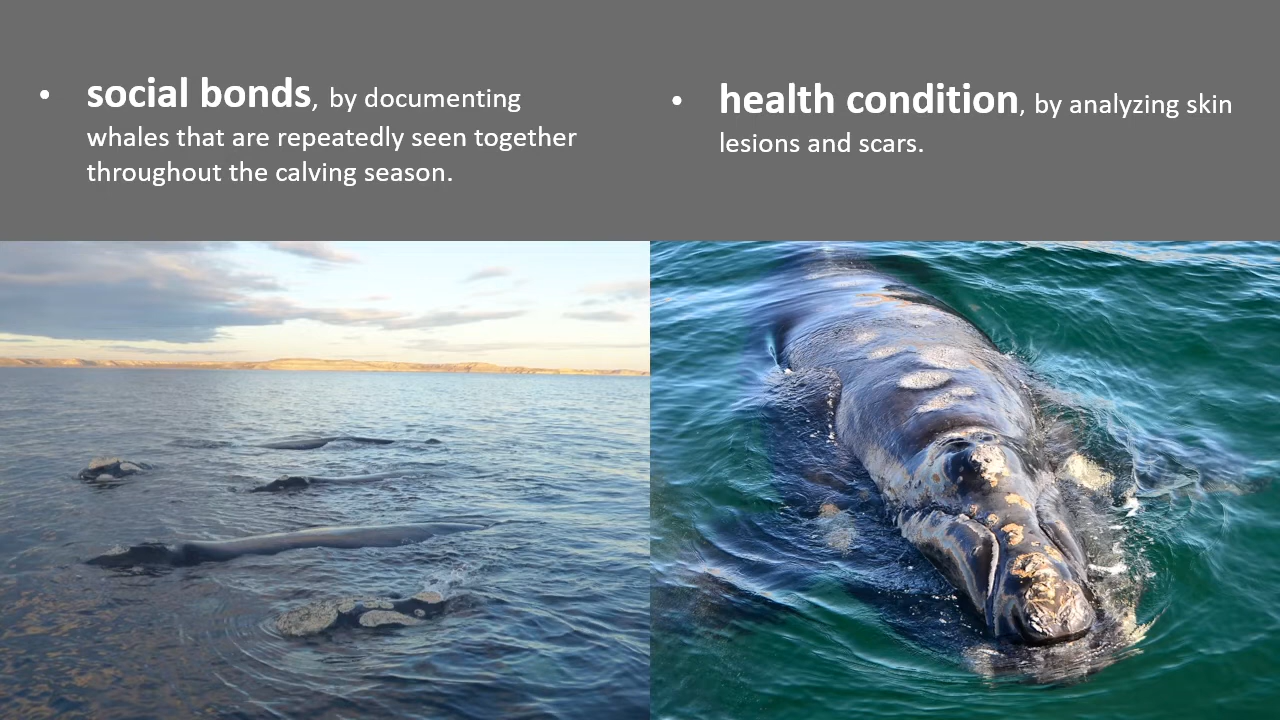 • social bonds, by documenting
whales that are repeatedly seen together
throughout the calving season.
• health condition, by analyzing skin
lesions and scars.